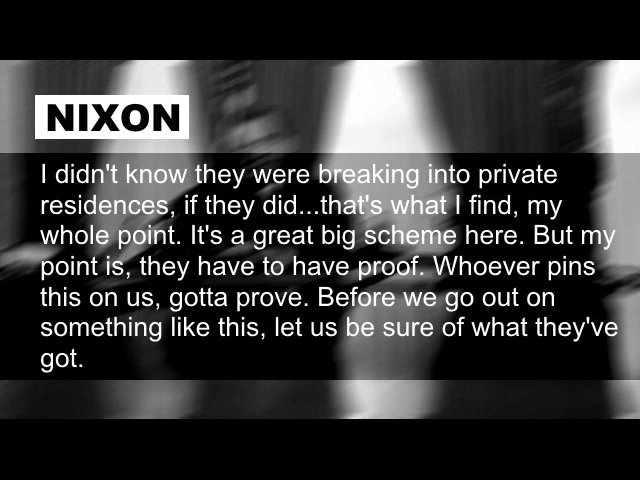 NIXON
I didn't know they were breaking into private
residences, if they did...that's what I find, my
whole point. It's a great big scheme here. But my
point is, they have to have proof. Whoever pins
this on us, gotta prove. Before we go out on
something like this, let us be sure of what they've
got.